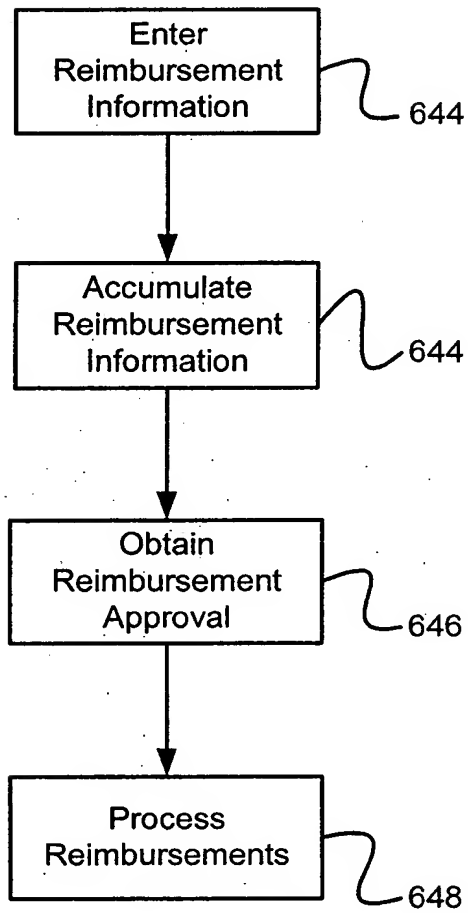 Enter
Reimbursement
Information
644
Accumulate
Reimbursement
Information
644
Obtain
Reimbursement
Approval
646
Process
Reimbursements
648